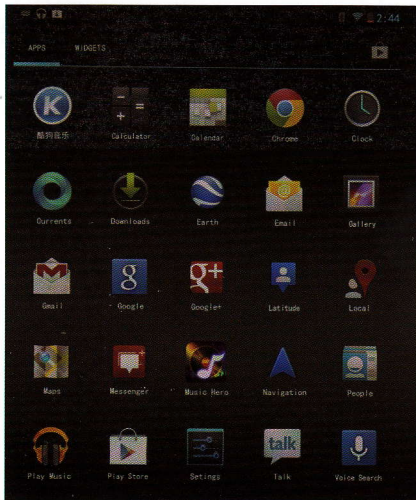 2:44
APPS WIDGETS
酷狗音乐 Calculator Calendar Chrome Clock
Currents Downloads Earth Email Gallery
Gmail Google Google+ Latitude Local
Maps Messenger Music Hero Navigation People
talk
Play Music Play Store Settings Talk Voice Search